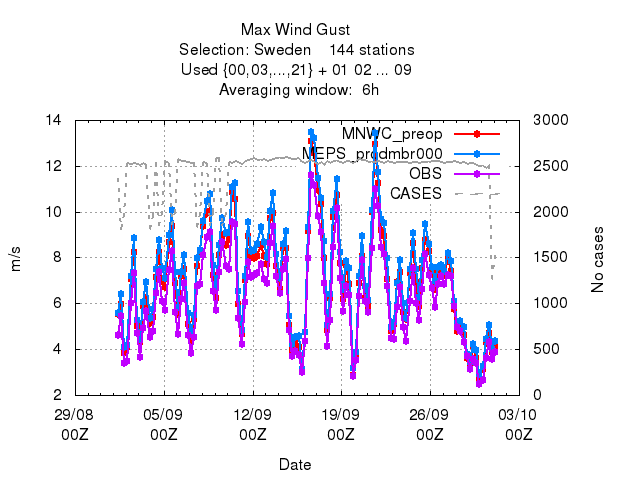 Max Wind Gust
Selection: Sweden 144 stations
Used {00,03,...,21} + 01 02 ... 09
Averaging window: 6h
14 3000
MNWC_preop
MEPS_prodmbr000
12 2500
OBS
CASES
10 2000
m/s
8 1500
No cases
6 1000
4 500
2 0
29/08 05/09 12/09 19/09 26/09 03/10
00Z 00Z 00Z 00Z 00Z 00Z
Date